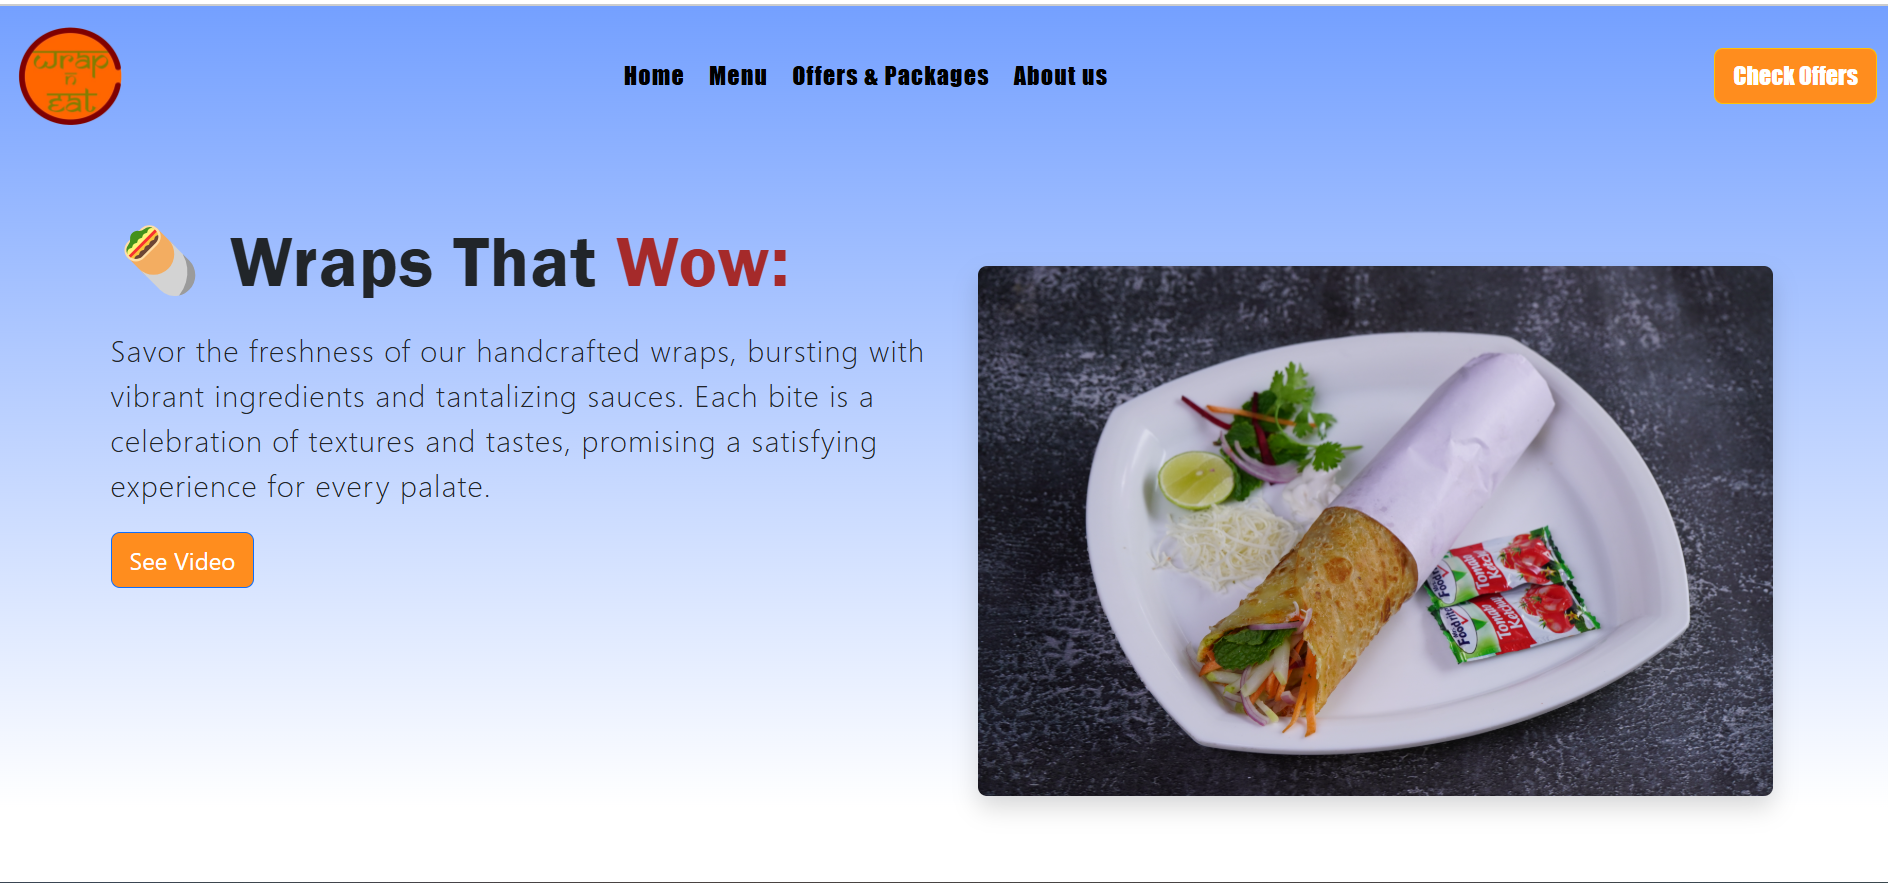 wrap
n
Eat
Home Menu Offers & Packages About us
Check Offers
🌯 Wraps That Wow:
Savor the freshness of our handcrafted wraps, bursting with
vibrant ingredients and tantalizing sauces. Each bite is a
celebration of textures and tastes, promising a satisfying
experience for every palate.
See Video
Tomato
Ketchup
Tomato
Ketchup